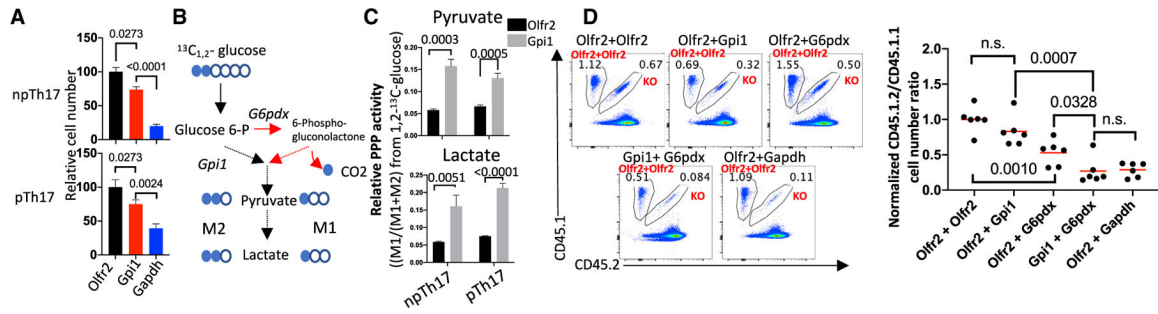 A
0.0273
<0.0001
150
100
50
0
npTh17
Relative cell number
0.0273
0.0024
150
100
50
0
pTh17
Olfr2
Gpi1
Gapdh
B
13C1,2- glucose
G6pdx
Glucose 6-P
6-Phospho-
gluconolactone
Gpi1
CO2
Pyruvate
M2
M1
Lactate
C
Pyruvate
Olfr2
Gpi1
0.0003
0.0005
0.20
0.15
0.10
0.05
0.00
Relative PPP activity
((M1/(M1+M2) from 1,2-13C-glucose)
Lactate
0.0051
<0.0001
0.25
0.20
0.15
0.10
0.05
0.00
npTh17
pTh17
D
Olfr2+Olfr2
Olfr2+Olfr2
1.12
0.67
Olfr2+Gpi1
Olfr2+Olfr2
0.69
0.32
KO
Olfr2+G6pdx
Olfr2+Olfr2
1.55
0.50
KO
Gpi1+ G6pdx
Olfr2+Olfr2
0.51
0.084
KO
Olfr2+Gapdh
Olfr2+Olfr2
1.09
0.11
KO
CD45.1
CD45.2
Normalized CD45.1.2/CD45.1.1
cell number ratio
2.0
1.5
1.0
0.5
0.0
n.s.
0.0007
0.0328
n.s.
0.0010
Olfr2 + Olfr2
Olfr2 + Gpi1
Olfr2 + G6pdx
Gpi1 + G6pdx
Olfr2 + Gapdh